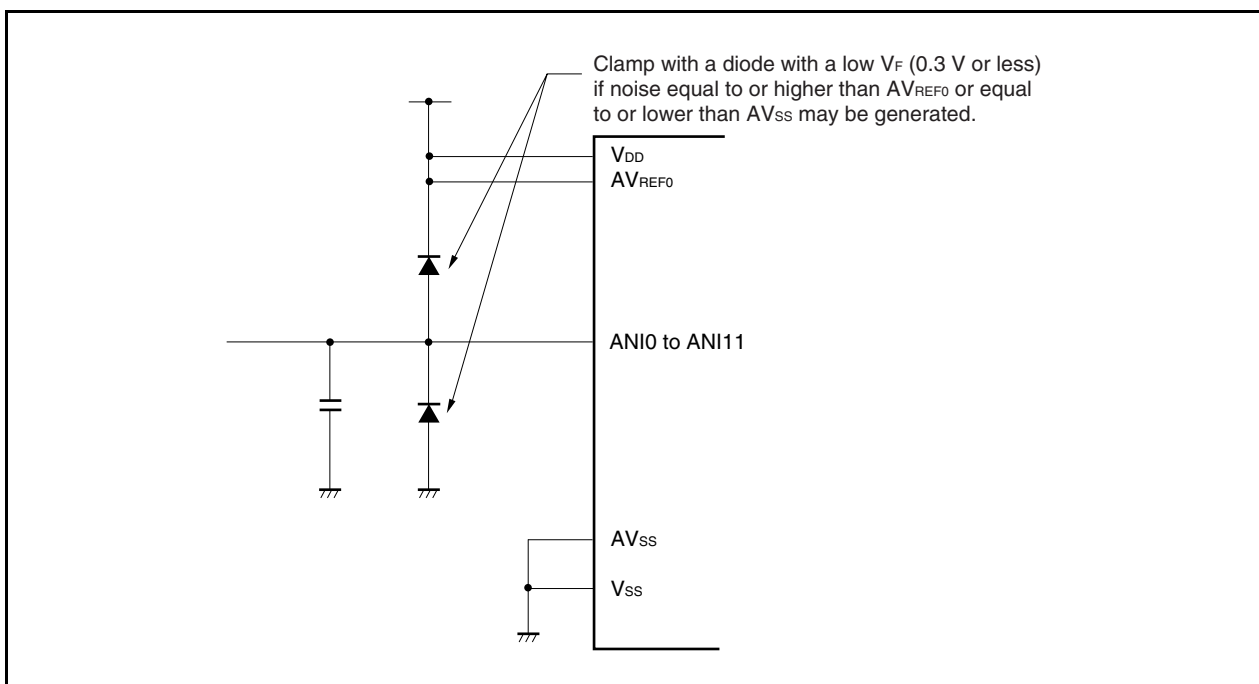 Clamp with a diode with a low VF (0.3 V or less)
if noise equal to or higher than AVREF0 or equal
to or lower than AVSS may be generated.
VDD
AVREF0
ANI0 to ANI11
AVSS
VSS